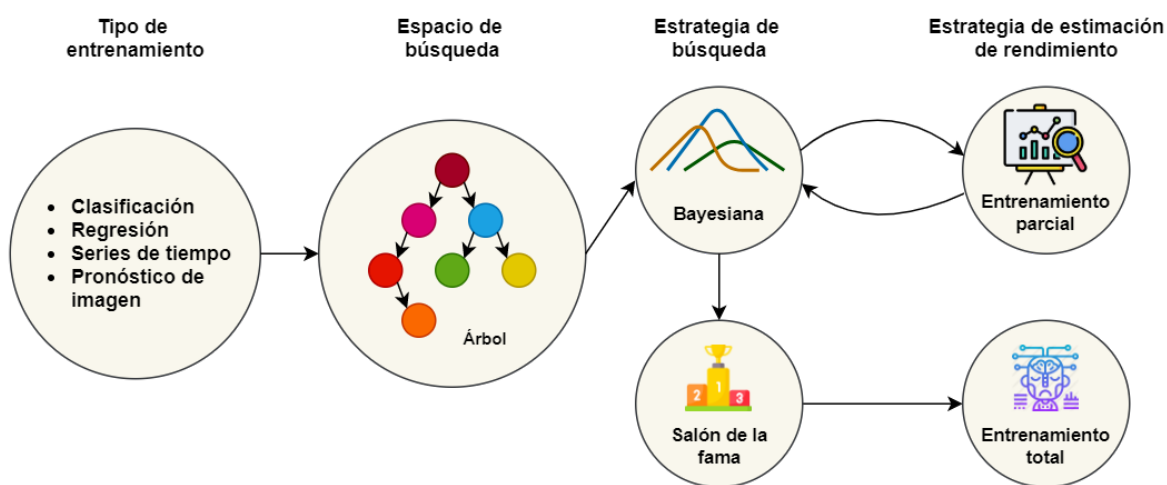 Tipo de
entrenamiento
Espacio de
búsqueda
Estrategia de
búsqueda
Estrategia de estimación
de rendimiento
• Clasificación
• Regresión
• Series de tiempo
• Pronóstico de
imagen
Árbol
Bayesiana
Entrenamiento
parcial
1
2
3
Salón de la
fama
Entrenamiento
total